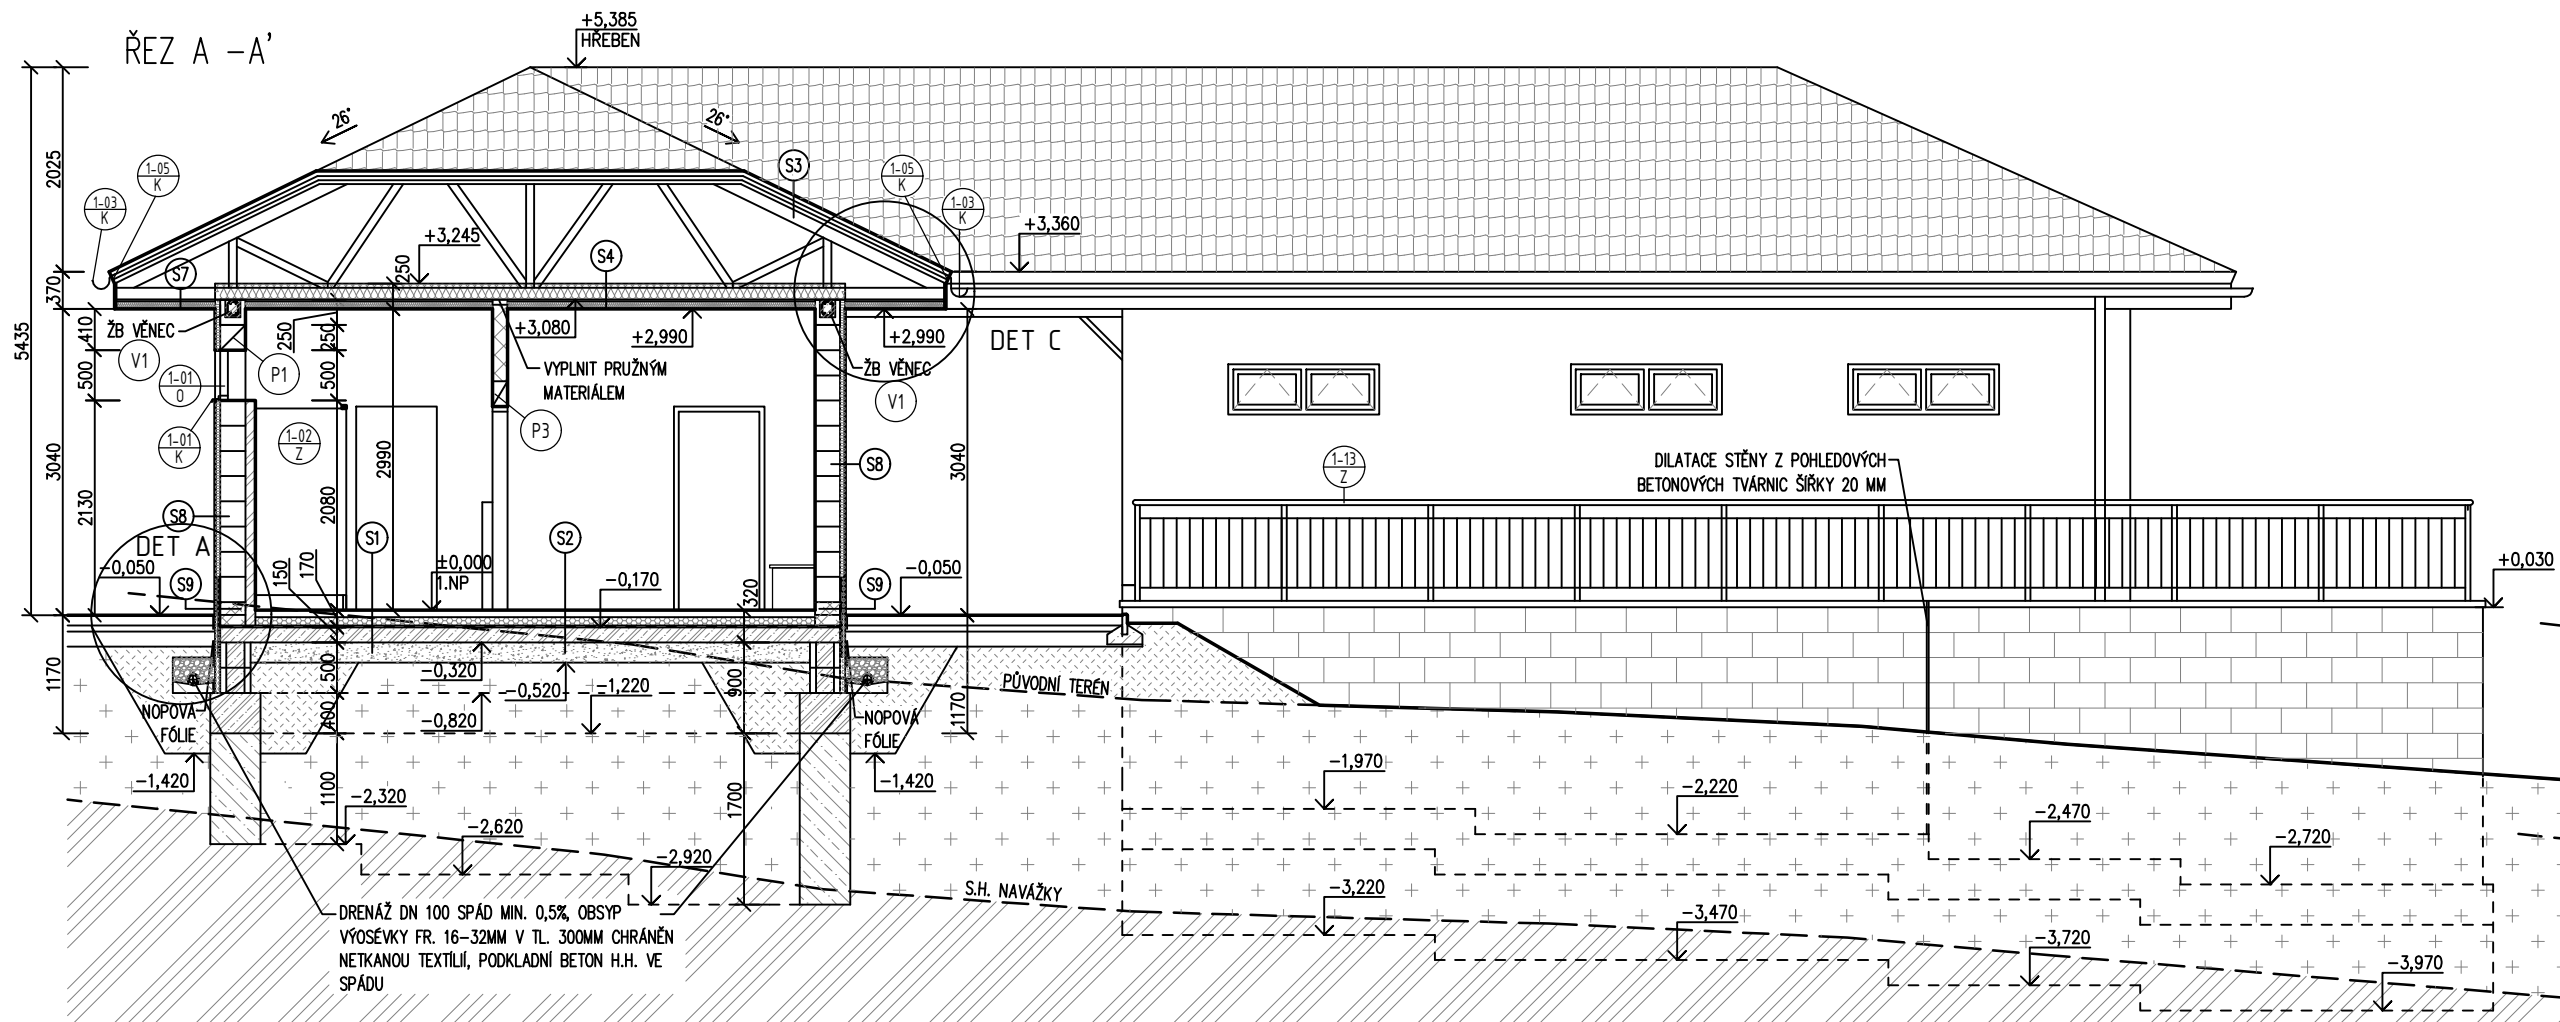 ŘEZ A -A'
+5,385
HŘEBEN
26°
26°
2025
5435
370
410
500
3040
2130
1170
1-03
K
1-05
K
S7
S3
1-05
K
1-03
K
+3,360
+3,245
250
S4
ŽB VĚNEC
V1
250
250
P1
+3,080
+2,990
+2,990
DET C
VYPLNIT PRUŽNÝM
MATERIÁLEM
ŽB VĚNEC
V1
1-01
O
500
1-01
K
1-02
Z
P3
2990
3040
S8
S8
2080
DET A
S1
S2
-0,050
150
170
±0,000
1.NP
-0,170
320
S9
S9
-0,050
1-13
Z
DILATACE STĚNY Z POHLEDOVÝCH
BETONOVÝCH TVÁRNIC ŠÍŘKY 20 MM
+0,030
-0,320
500
-0,520
-1,220
900
PŮVODNÍ TERÉN
NOPOVÁ
FÓLIE
400
-0,820
NOPOVÁ
FÓLIE
1170
-1,420
1100
-1,420
1700
-2,320
-2,620
-2,920
-1,970
-2,220
-2,470
-2,720
S.H. NAVÁŽKY
-3,220
-3,470
-3,720
-3,970
DRENÁŽ DN 100 SPÁD MIN. 0,5%, OBSYP
VÝOSÉVKY FR. 16-32MM V TL. 300MM CHRÁNĚN
NETKANOU TEXTÍLIÍ, PODKLADNÍ BETON H.H. VE
SPÁDU